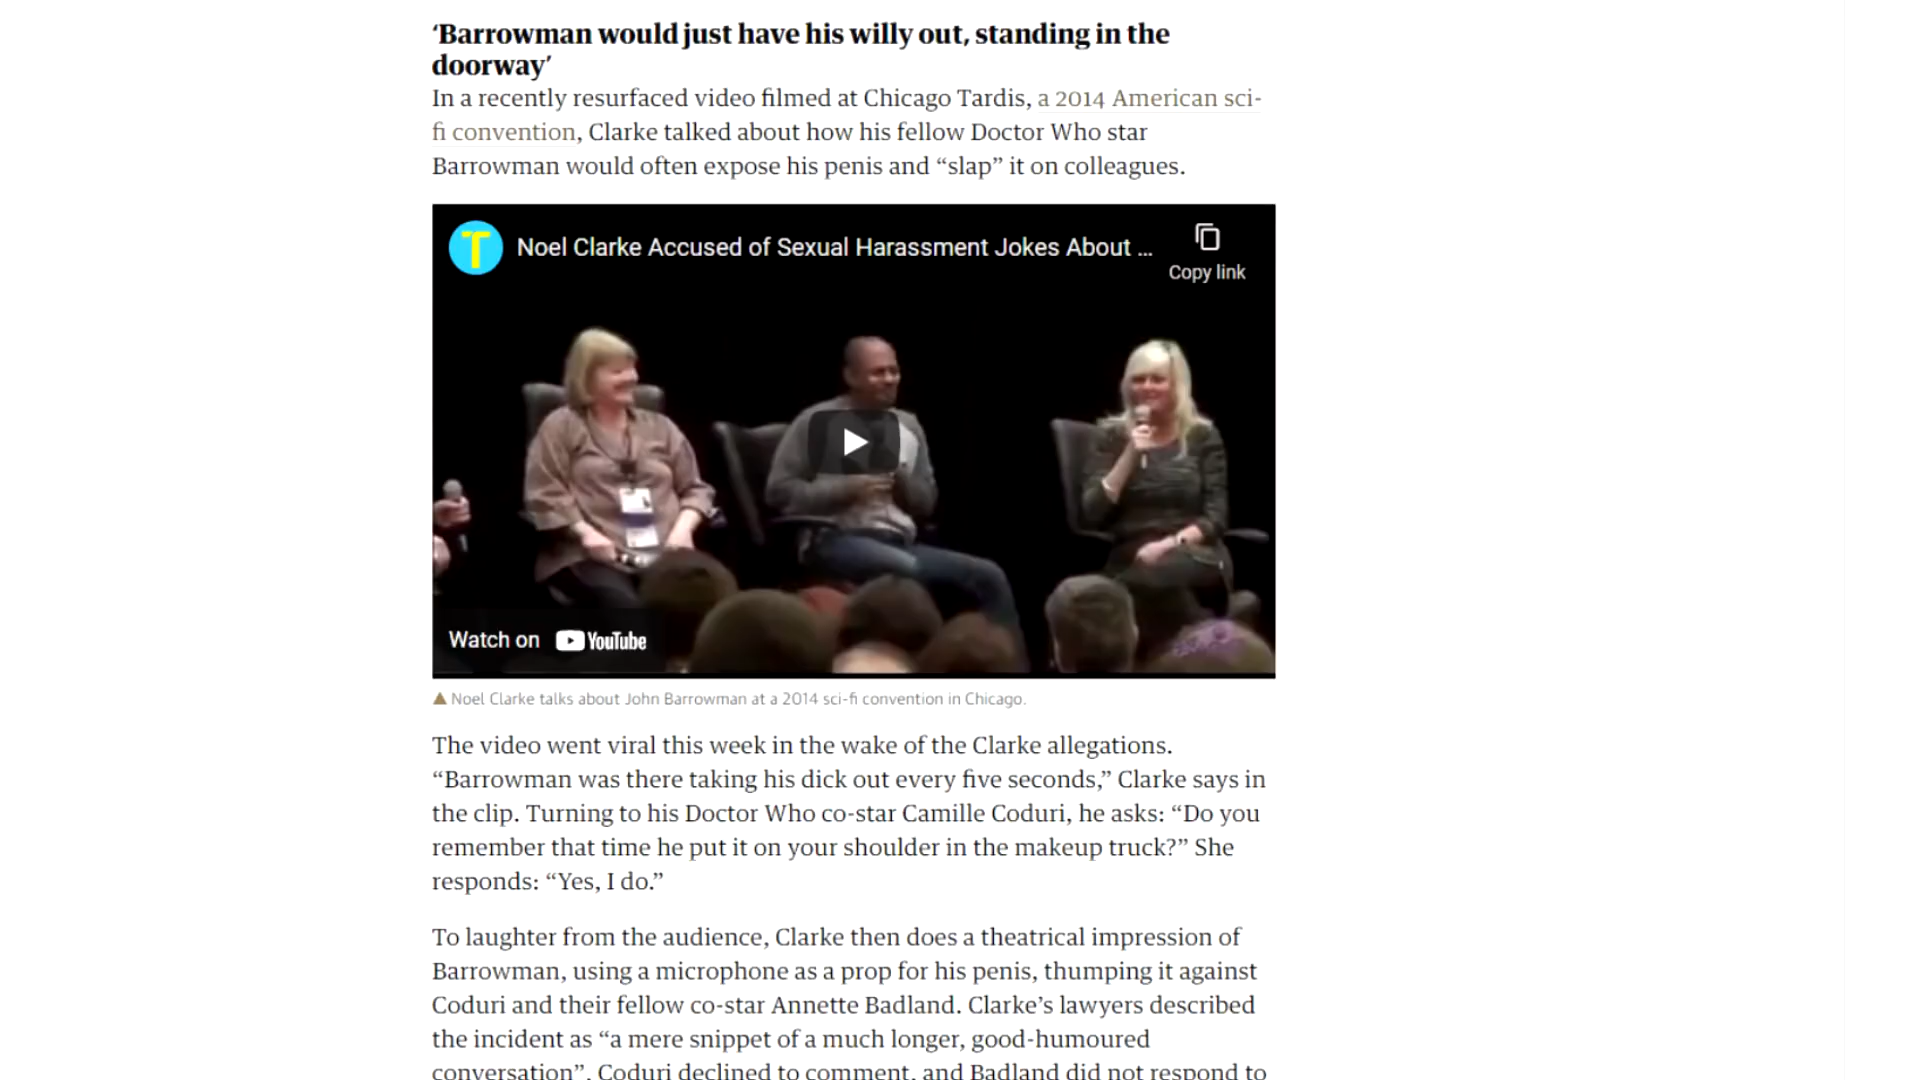 ‘Barrowman would just have his willy out, standing in the
doorway’
In a recently resurfaced video filmed at Chicago Tardis, a 2014 American sci-
fi convention, Clarke talked about how his fellow Doctor Who star
Barrowman would often expose his penis and “slap” it on colleagues.
T
Noel Clarke Accused of Sexual Harassment Jokes About ...
Copy link
Watch on YouTube
▲ Noel Clarke talks about John Barrowman at a 2014 sci-fi convention in Chicago.
The video went viral this week in the wake of the Clarke allegations.
“Barrowman was there taking his dick out every five seconds,” Clarke says in
the clip. Turning to his Doctor Who co-star Camille Coduri, he asks: “Do you
remember that time he put it on your shoulder in the makeup truck?” She
responds: “Yes, I do.”
To laughter from the audience, Clarke then does a theatrical impression of
Barrowman, using a microphone as a prop for his penis, thumping it against
Coduri and their fellow co-star Annette Badland. Clarke’s lawyers described
the incident as “a mere snippet of a much longer, good-humoured
conversation”. Coduri declined to comment, and Badland did not respond to